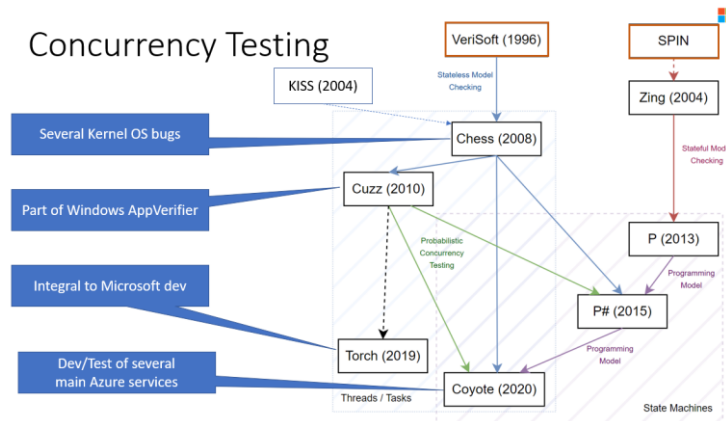 Concurrency Testing
VeriSoft (1996)
SPIN
Stateless Model
Checking
KISS (2004)
Zing (2004)
Several Kernel OS bugs
Chess (2008)
Stateful Mod
Checking
Cuzz (2010)
Part of Windows AppVerifier
P (2013)
Probabilistic
Concurrency
Testing
Programming
Model
Integral to Microsoft dev
P# (2015)
Torch (2019)
Programming
Model
Dev/Test of several
main Azure services
Coyote (2020)
Threads / Tasks
State Machines